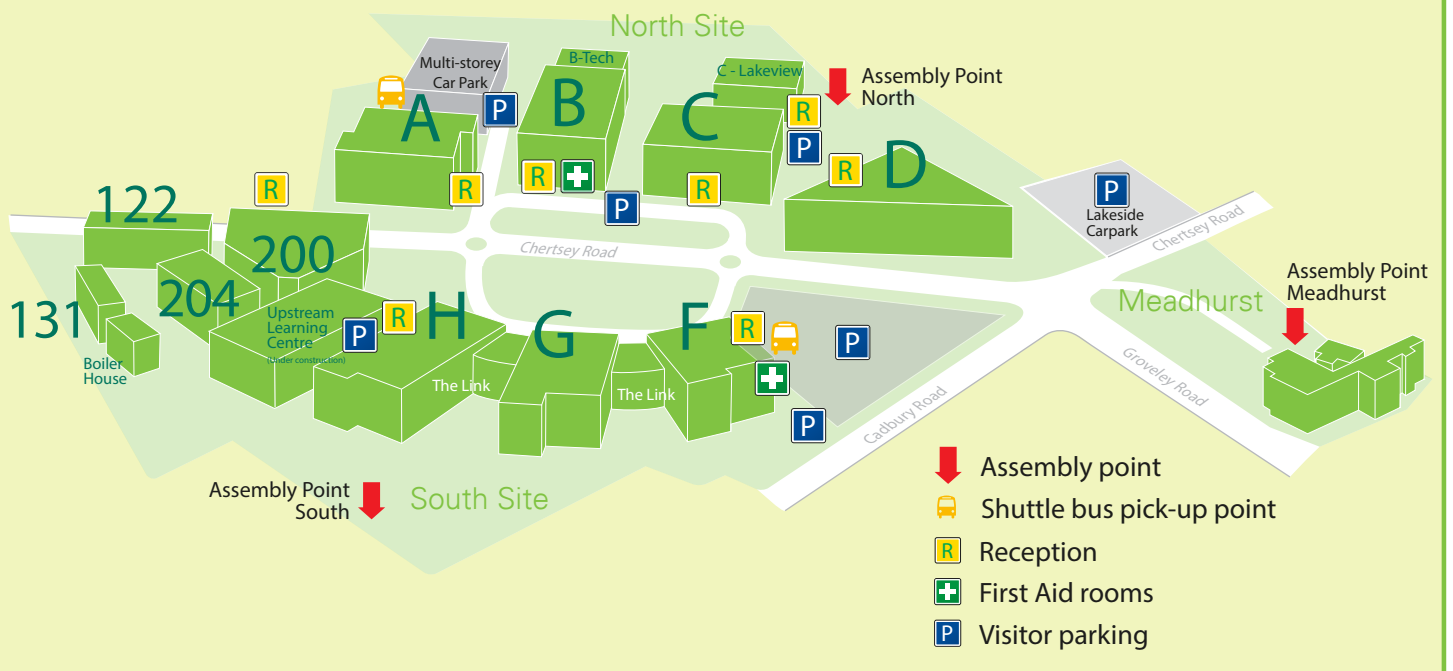 North Site
Multi-storey
Car Park
B-Tech
C - Lakeview
Assembly Point
North
A
B
C
D
P
R
P
R
R
R
R
P
R
122
200
204
131
Chertsey Road
P
Lakeside
Carpark
Chertsey Road
Assembly Point
Meadhurst
Meadhurst
Upstream
Learning
Centre
(Under construction)
P
R
H
G
F
R
P
P
Boiler
House
The Link
The Link
Cadbury Road
Groveley Road
Assembly Point
South
South Site
Assembly point
Shuttle bus pick-up point
R Reception
First Aid rooms
P Visitor parking